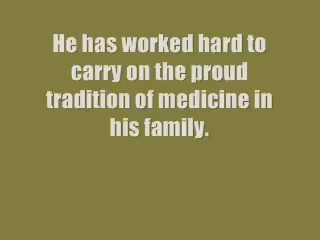 He has worked hard to
carry on the proud
tradition of medicine in
his family.